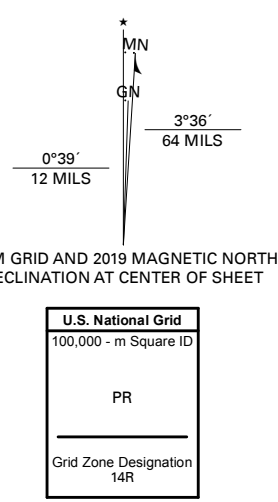 ★
MN
GN
3°36´
64 MILS
0°39´
12 MILS
M GRID AND 2019 MAGNETIC NORTH
ECLINATION AT CENTER OF SHEET
U.S. National Grid
100,000 - m Square ID
PR
Grid Zone Designation
14R